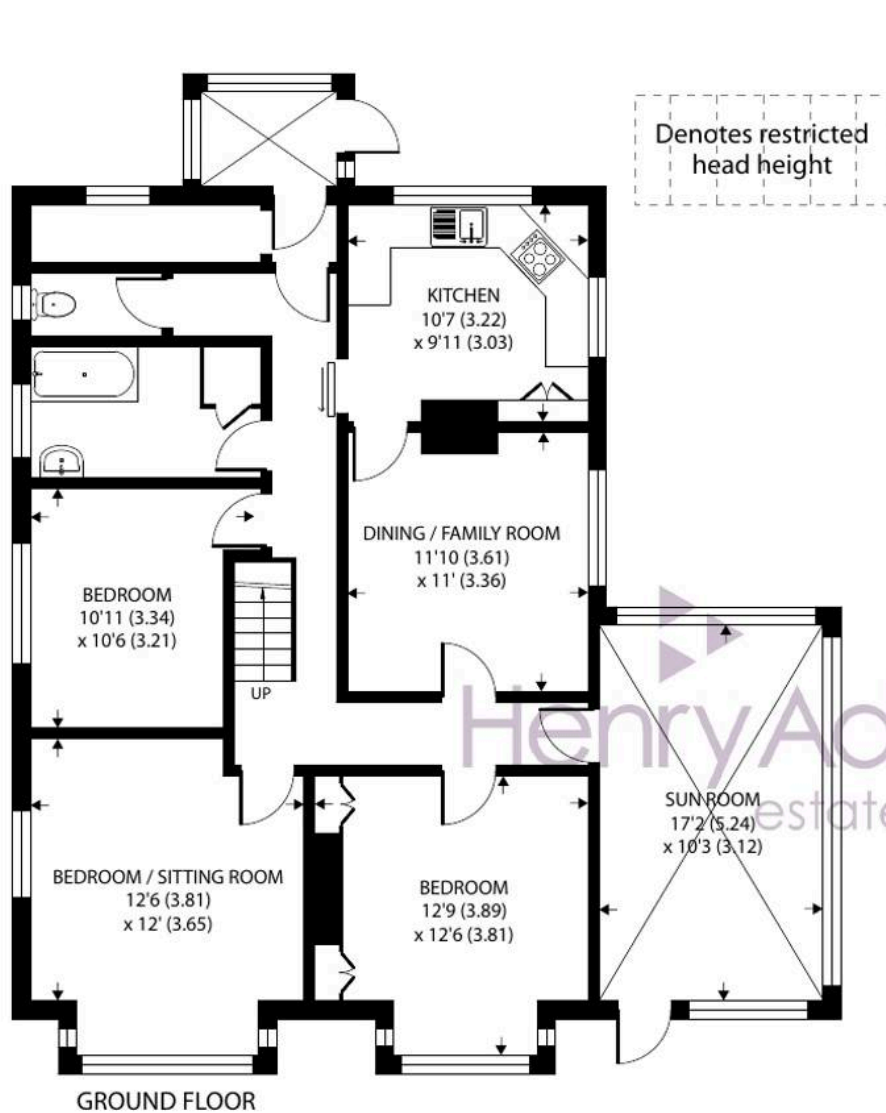 Denotes restricted
head height
KITCHEN
10'7 (3.22)
x 9'11 (3.03)
DINING / FAMILY ROOM
11'10 (3.61)
x 11' (3.36)
BEDROOM
10'11 (3.34)
x 10'6 (3.21)
UP
Henry Ad
estate
SUN ROOM
17'2 (5.24)
x 10'3 (3.12)
BEDROOM / SITTING ROOM
12'6 (3.81)
x 12' (3.65)
BEDROOM
12'9 (3.89)
x 12'6 (3.81)
GROUND FLOOR